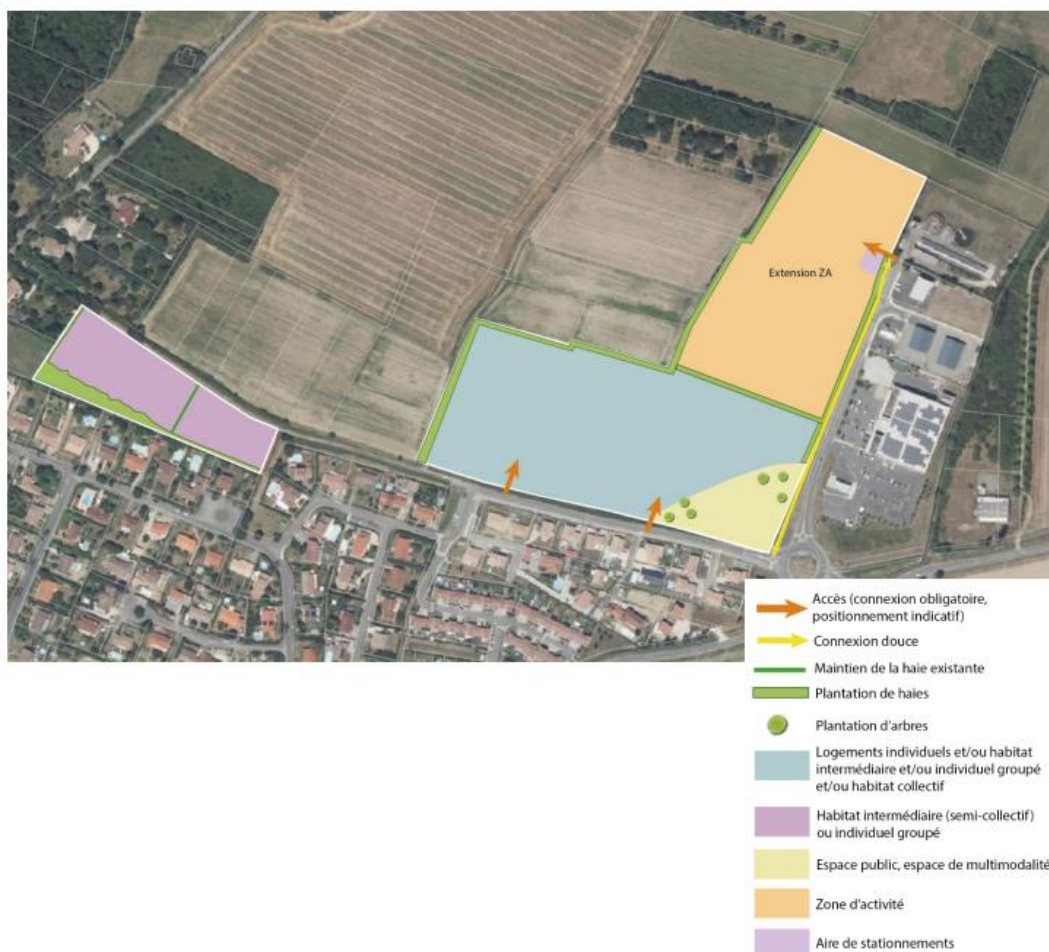 Extension ZA
Accès (connexion obligatoire,
positionnement indicatif)
Connexion douce
Maintien de la haie existante
Plantation de haies
Plantation d'arbres
Logements individuels et/ou habitat
intermédiaire et/ou individuel groupé
et/ou habitat collectif
Habitat intermédiaire (semi-collectif)
ou individuel groupé
Espace public, espace de multimodalité
Zone d'activité
Aire de stationnements